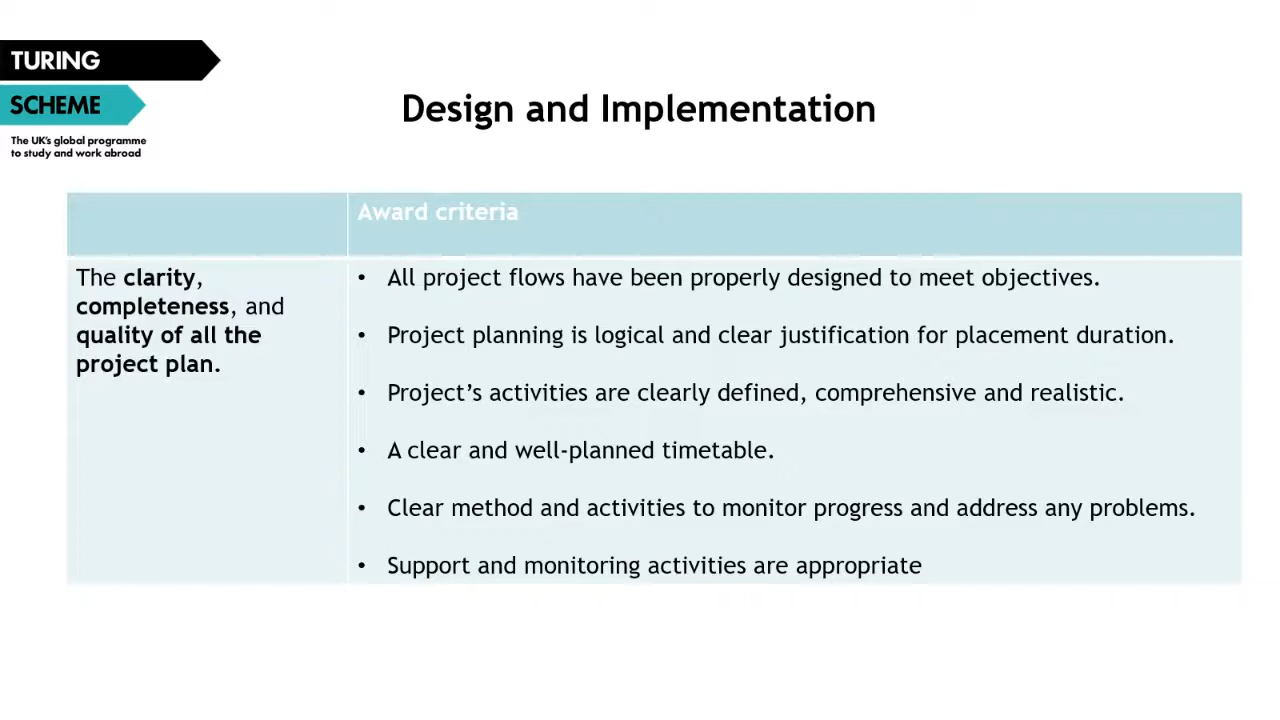 TURING
SCHEME
The UK's global programme
to study and work abroad
Design and Implementation
Award criteria
The clarity,
completeness, and
quality of all the
project plan.
• All project flows have been properly designed to meet objectives.
• Project planning is logical and clear justification for placement duration.
• Project’s activities are clearly defined, comprehensive and realistic.
• A clear and well-planned timetable.
• Clear method and activities to monitor progress and address any problems.
• Support and monitoring activities are appropriate